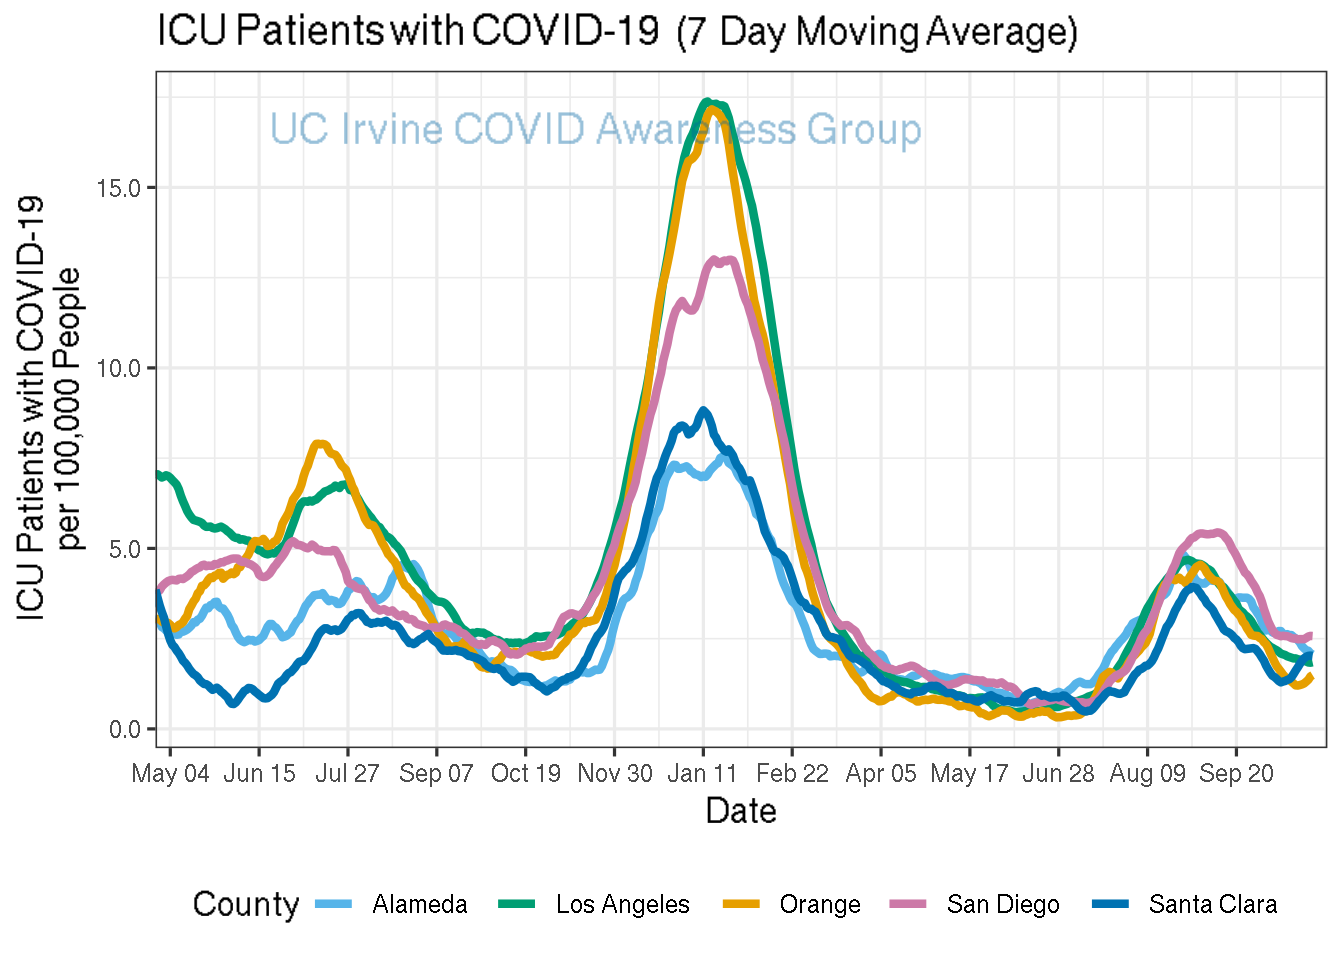 ICU Patients with COVID-19 (7 Day Moving Average)
UC Irvine COVID Awareness Group
ICU Patients with COVID-19
per 100,000 People
15.0
10.0
5.0
0.0
May 04 Jun 15 Jul 27 Sep 07 Oct 19 Nov 30 Jan 11 Feb 22 Apr 05 May 17 Jun 28 Aug 09 Sep 20
Date
County Alameda Los Angeles Orange San Diego Santa Clara